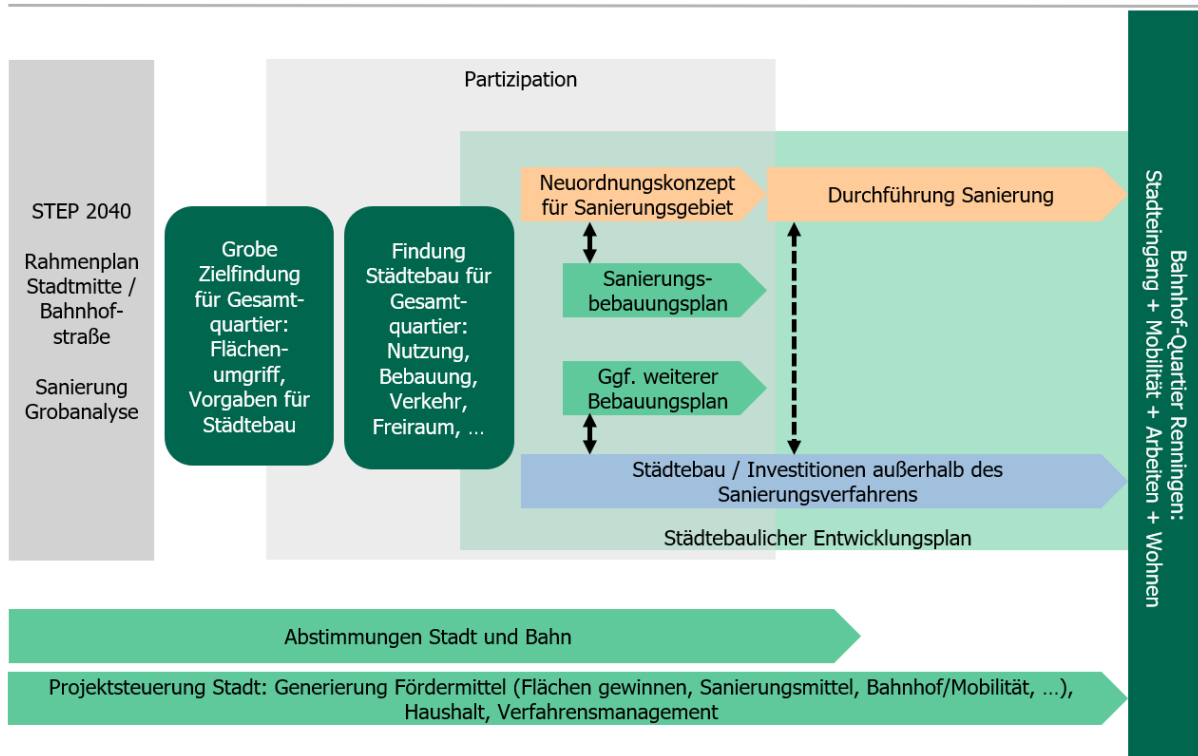 Partizipation
STEP 2040
Rahmenplan
Stadtmitte /
Bahnhof-
straße
Sanierung
Grobanalyse
Grobe
Zielfindung
für Gesamt-
quartier:
Flächen-
umgriff,
Vorgaben für
Städtebau
Findung
Städtebau für
Gesamt-
quartier:
Nutzung,
Bebauung,
Verkehr,
Freiraum, …
Neuordnungskonzept
für Sanierungsgebiet
Durchführung Sanierung
Sanierungs-
bebauungsplan
Ggf. weiterer
Bebauungsplan
Städtebau / Investitionen außerhalb des
Sanierungsverfahrens
Städtebaulicher Entwicklungsplan
Bahnhof-Quartier Renningen:
Stadteingang + Mobilität + Arbeiten + Wohnen
Abstimmungen Stadt und Bahn
Projektsteuerung Stadt: Generierung Fördermittel (Flächen gewinnen, Sanierungsmittel, Bahnhof/Mobilität, …),
Haushalt, Verfahrensmanagement